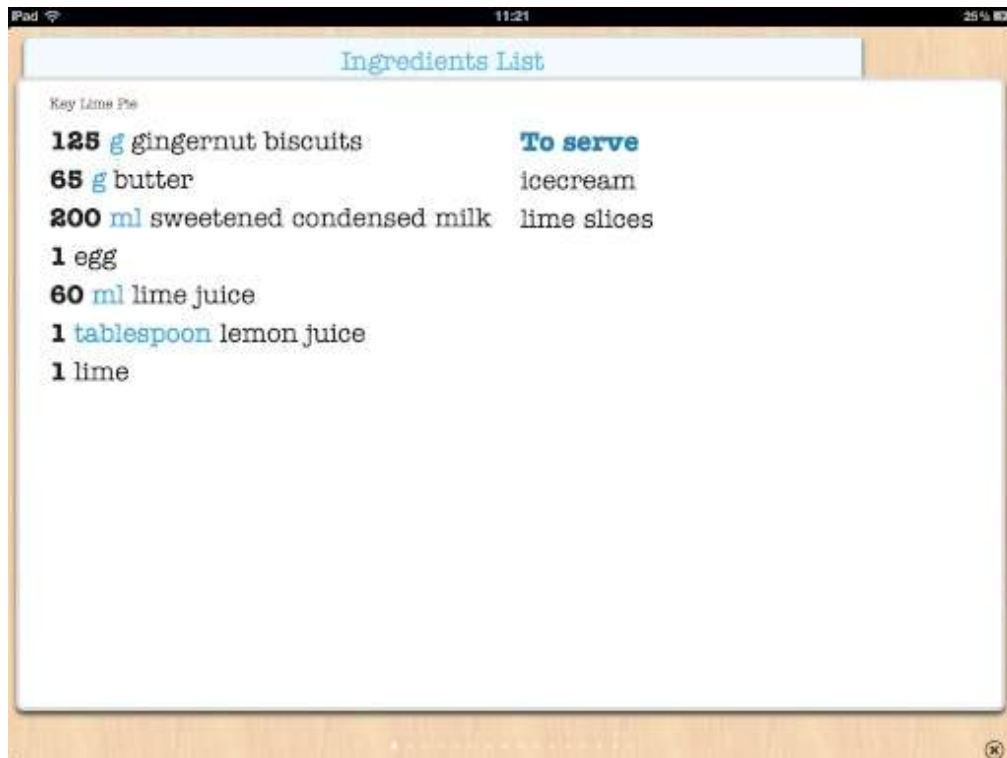 iPad
11:21
25%
Ingredients List
Key Lime Pie
125 g gingernut biscuits
65 g butter
200 ml sweetened condensed milk
1 egg
60 ml lime juice
1 tablespoon lemon juice
1 lime
To serve
icecream
lime slices